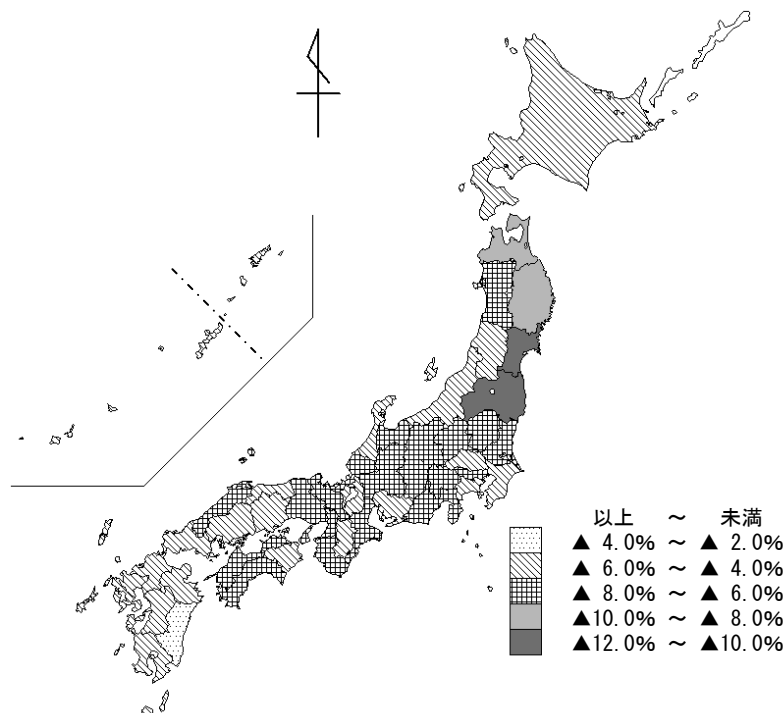 以上 ～ 未満
▲ 4.0% ～ ▲ 2.0%
▲ 6.0% ～ ▲ 4.0%
▲ 8.0% ～ ▲ 6.0%
▲10.0% ～ ▲ 8.0%
▲12.0% ～ ▲10.0%